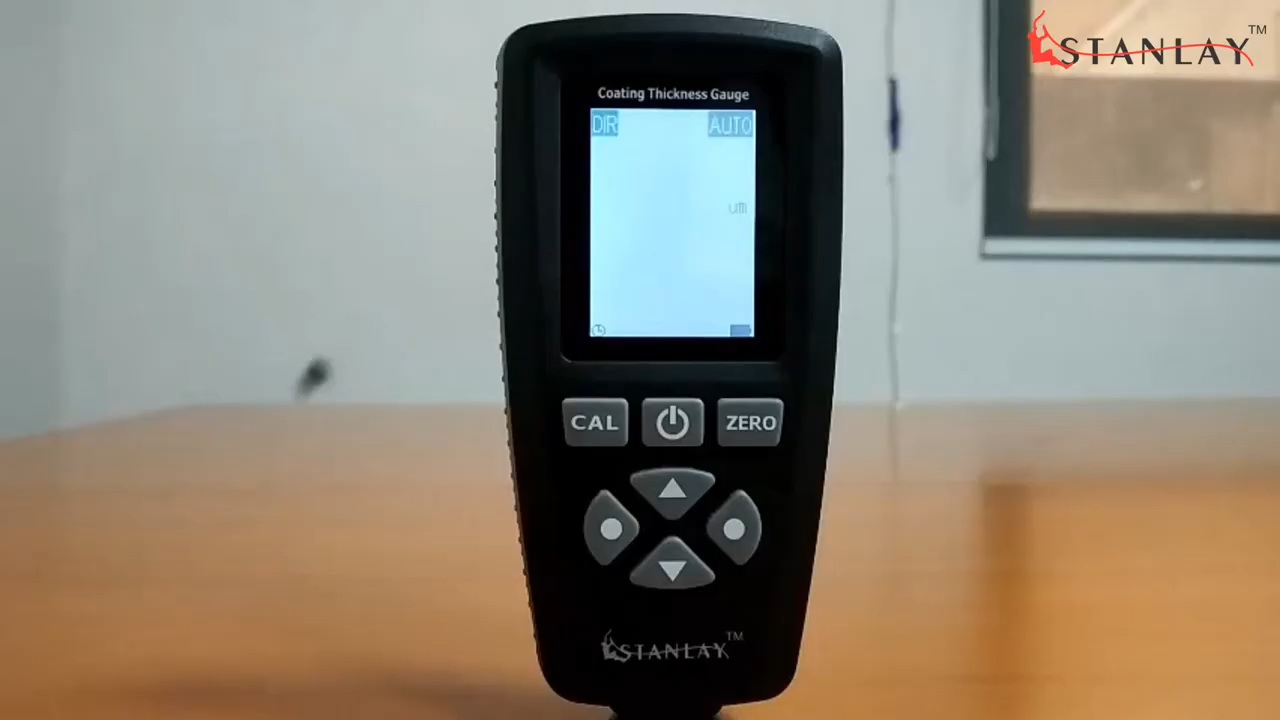 STANLAY™
Coating Thickness Gauge
DIR AUTO
um
CAL ZERO
STANLAY™